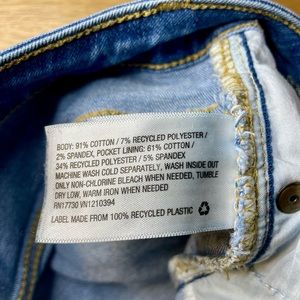 BODY: 91% COTTON / 7% RECYCLED POLYESTER /
2% SPANDEX, POCKET LINING: 61% COTTON /
34% RECYCLED POLYESTER / 5% SPANDEX
MACHINE WASH COLD SEPARATELY, WASH INSIDE OUT
ONLY NON-CHLORINE BLEACH WHEN NEEDED, TUMBLE
DRY LOW, WARM IRON WHEN NEEDED
RN17730 VN1210394
LABEL MADE FROM 100% RECYCLED PLASTIC